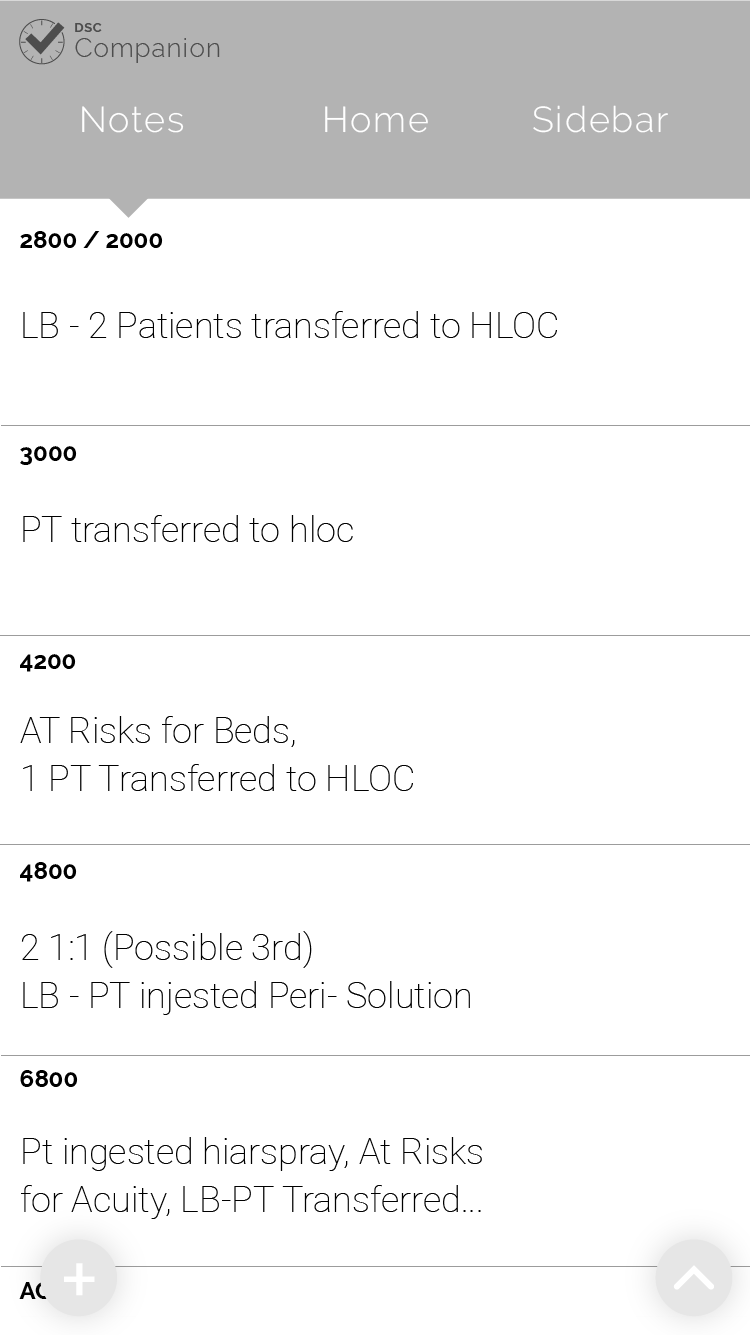 DSC
Companion
Notes Home Sidebar
2800 / 2000
LB - 2 Patients transferred to HLOC
3000
PT transferred to hloc
4200
AT Risks for Beds,
1 PT Transferred to HLOC
4800
2 1:1 (Possible 3rd)
LB - PT injested Peri- Solution
6800
Pt ingested hiarspray, At Risks
for Acuity, LB-PT Transferred...